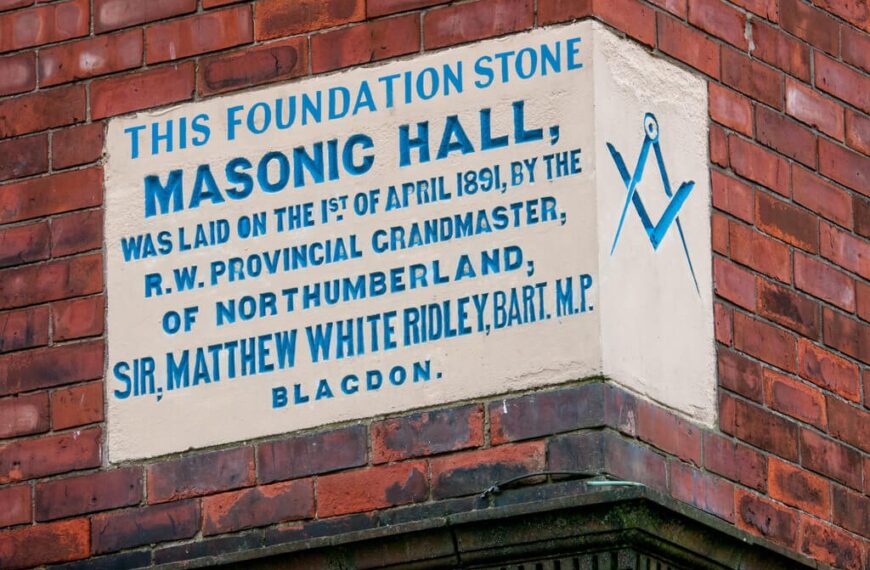 THIS FOUNDATION STONE
MASONIC HALL,
WAS LAID ON THE 1ST OF APRIL 1891, BY THE
R.W. PROVINCIAL GRANDMASTER,
OF NORTHUMBERLAND,
SIR, MATTHEW WHITE RIDLEY, BART. M.P.
BLAGDON.